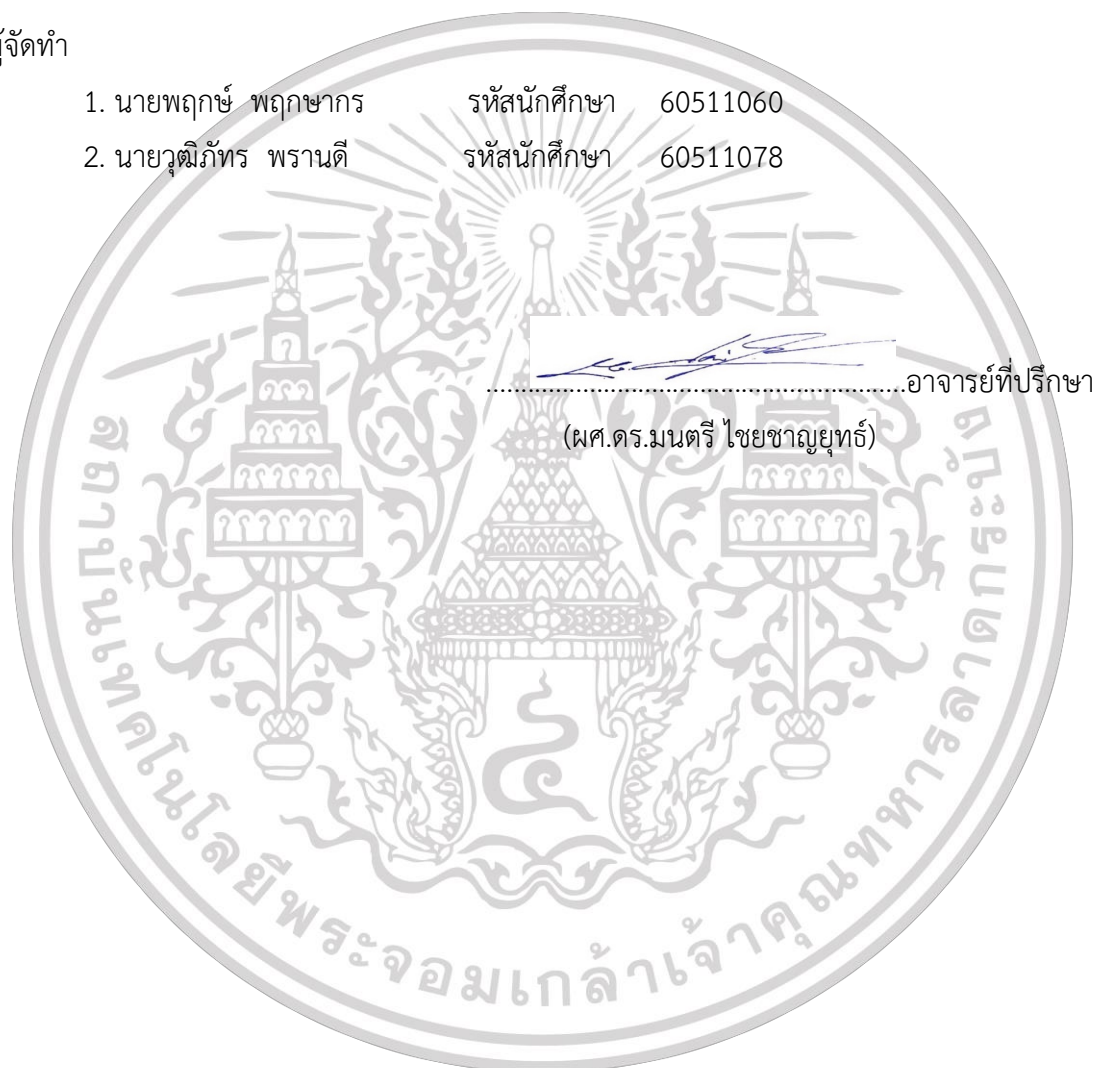 ผู้จัดทำ
1. นายพฤกษ์ พฤกษากร รหัสนักศึกษา 60511060
2. นายวุฒิภัทร พรานดี รหัสนักศึกษา 60511078
............................................................อาจารย์ที่ปรึกษา
(ผศ.ดร.มนตรี ไชยชาญยุทธ์)
สถาบันเทคโนโลยีพระจอมเกล้าเจ้าคุณทหารลาดกระบัง
๔